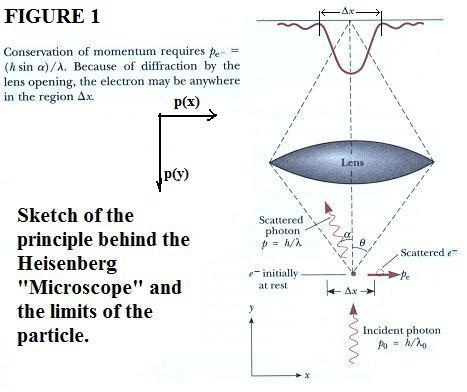 FIGURE 1
Conservation of momentum requires pe− =
(h sin α)/λ. Because of diffraction by the
lens opening, the electron may be anywhere
in the region Δx.
p(x)
p(y)
Sketch of the
principle behind the
Heisenberg
"Microscope" and
the limits of the
particle.
Δx
Lens
Scattered
photon
p = h/λ
α
θ
Scattered e−
e− initially
at rest
pe
Δx
y
x
Incident photon
p0 = h/λ0